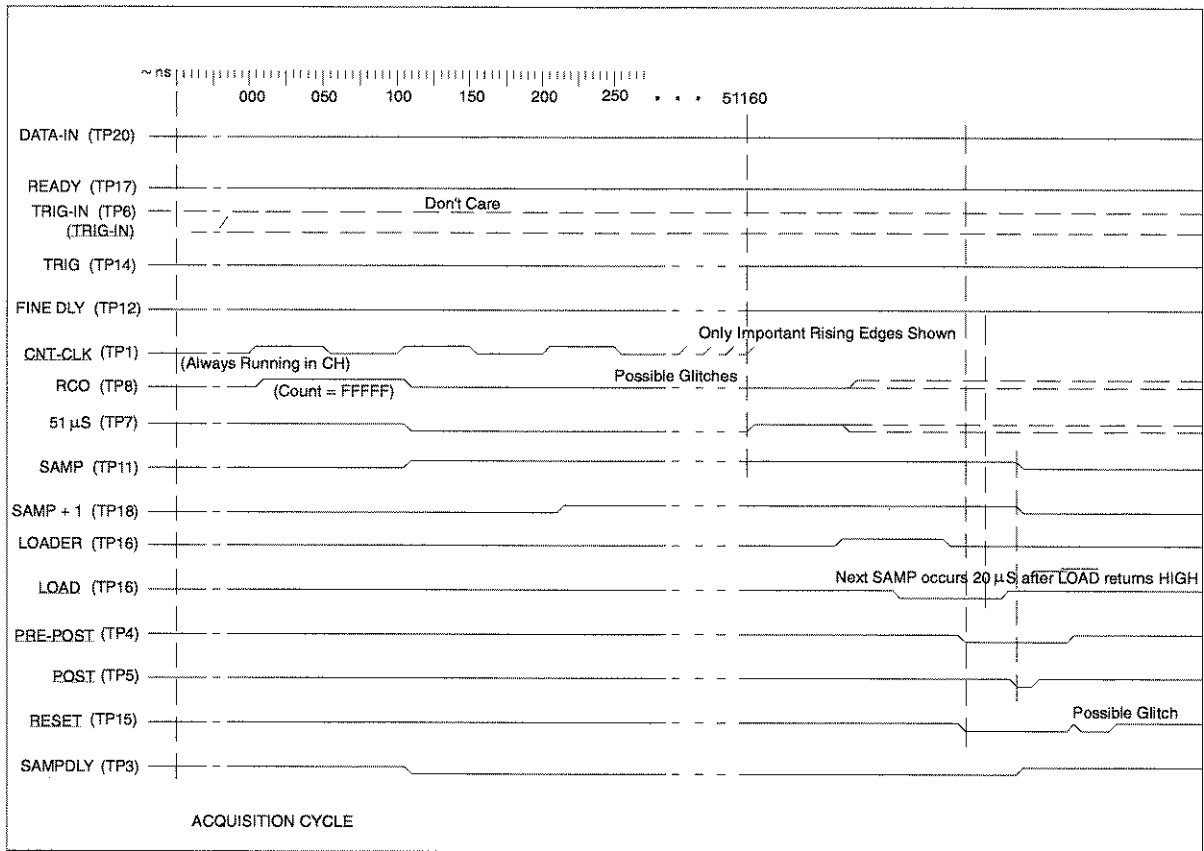 ~ ns
000 050 100 150 200 250 • • • 51160
DATA-IN (TP20)
READY (TP17)
TRIG-IN (TP6)
Don't Care
(TRIG-IN)
TRIG (TP14)
FINE DLY (TP12)
Only Important Rising Edges Shown
CNT-CLK (TP1)
(Always Running in CH)
RCO (TP8)
(Count = FFFFF)
Possible Glitches
51 µS (TP7)
SAMP (TP11)
SAMP + 1 (TP18)
LOADER (TP16)
LOAD (TP16)
Next SAMP occurs 20 µS after LOAD returns HIGH
PRE-POST (TP4)
POST (TP5)
RESET (TP15)
Possible Glitch
SAMPDLY (TP3)
ACQUISITION CYCLE